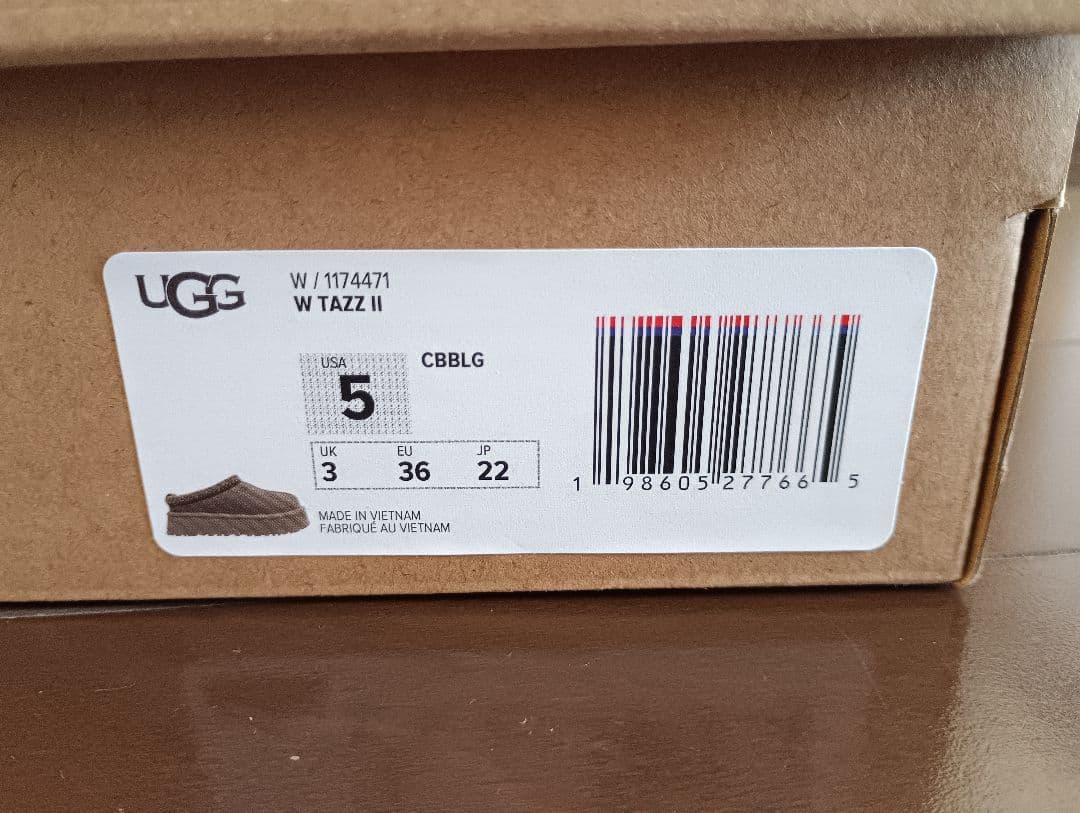 UGG
W / 1174471
W TAZZ II
USA
5
CBBLG
UK EU JP
3 36 22
MADE IN VIETNAM
FABRIQUÉ AU VIETNAM
1 98605 27766 5